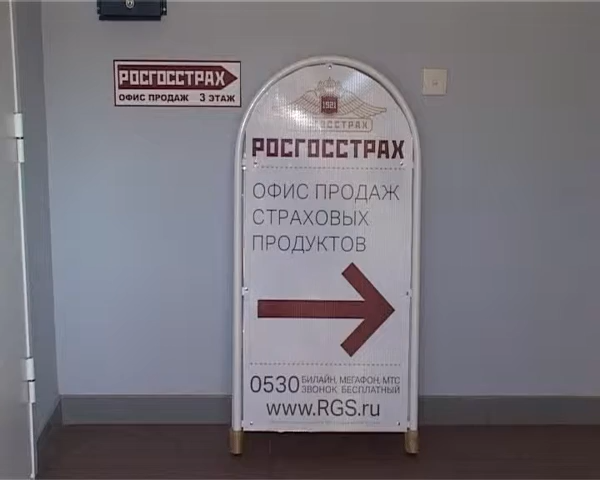 РОСГОССТРАХ
ОФИС ПРОДАЖ 3 ЭТАЖ
1921
РОСГОССТРАХ
РОСГОССТРАХ
ОФИС ПРОДАЖ
СТРАХОВЫХ
ПРОДУКТОВ
0530 БИЛАЙН, МЕГАФОН, МТС
ЗВОНОК БЕСПЛАТНЫЙ
www.RGS.ru